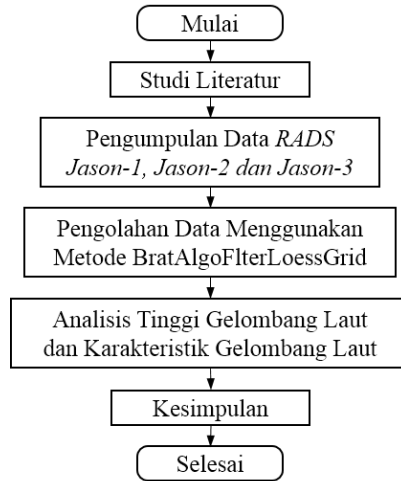 Mulai
Studi Literatur
Pengumpulan Data RADS
Jason-1, Jason-2 dan Jason-3
Pengolahan Data Menggunakan
Metode BratAlgoFlterLoessGrid
Analisis Tinggi Gelombang Laut
dan Karakteristik Gelombang Laut
Kesimpulan
Selesai